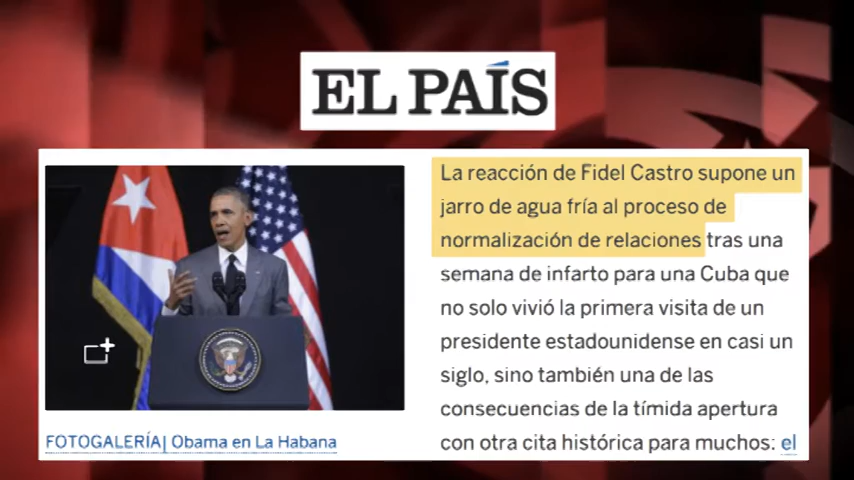 EL PAÍS
FOTOGALERÍA| Obama en La Habana
La reacción de Fidel Castro supone un
jarro de agua fría al proceso de
normalización de relaciones tras una
semana de infarto para una Cuba que
no solo vivió la primera visita de un
presidente estadounidense en casi un
siglo, sino también una de las
consecuencias de la tímida apertura
con otra cita histórica para muchos: el